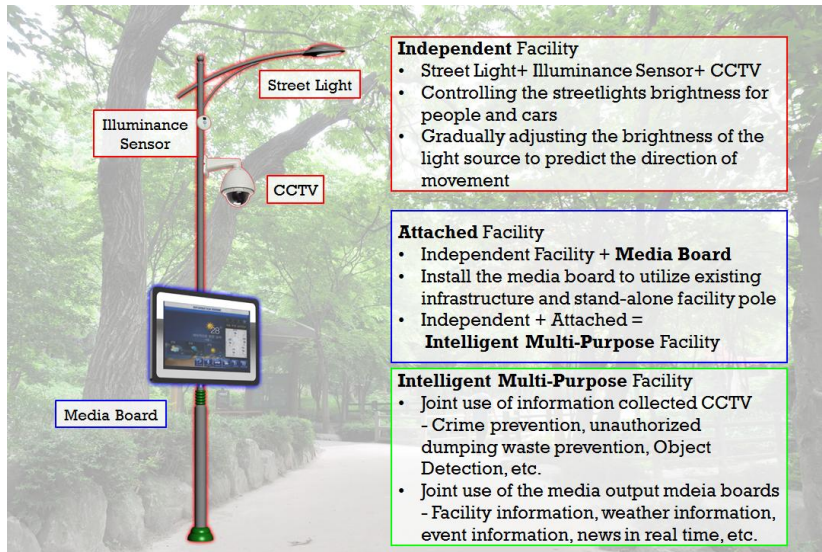 Street Light
Illuminance
Sensor
CCTV
Media Board
Independent Facility
• Street Light+ Illuminance Sensor+ CCTV
• Controlling the streetlights brightness for
people and cars
• Gradually adjusting the brightness of the
light source to predict the direction of
movement
Attached Facility
• Independent Facility + Media Board
• Install the media board to utilize existing
infrastructure and stand-alone facility pole
• Independent + Attached =
Intelligent Multi-Purpose Facility
Intelligent Multi-Purpose Facility
• Joint use of information collected CCTV
- Crime prevention, unauthorized
dumping waste prevention, Object
Detection, etc.
• Joint use of the media output mdeia boards
- Facility information, weather information,
event information, news in real time, etc.